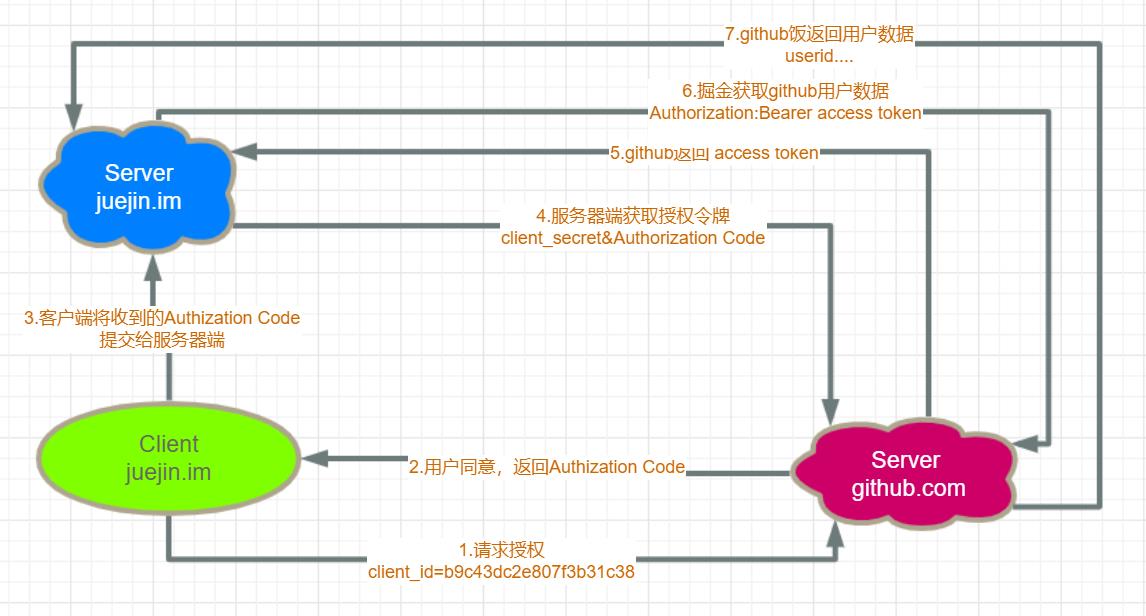 7.github饭返回用户数据
userid....
6.掘金获取github用户数据
Authorization:Bearer access token
5.github返回 access token
Server
juejin.im
4.服务器端获取授权令牌
client_secret&Authorization Code
3.客户端将收到的Authization Code
提交给服务器端
Client
juejin.im
2.用户同意，返回Authization Code
Server
github.com
1.请求授权
client_id=b9c43dc2e807f3b31c38